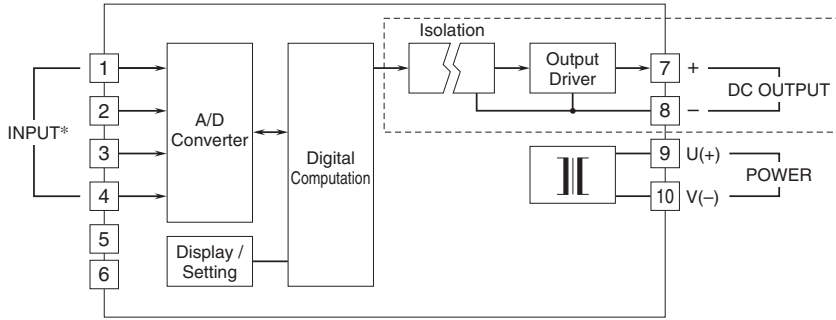 Isolation
1
2
3
4
5
6
INPUT*
A/D
Converter
Digital
Computation
Display /
Setting
Output
Driver
7
+
8
–
DC OUTPUT
9
U(+)
10
V(–)
POWER